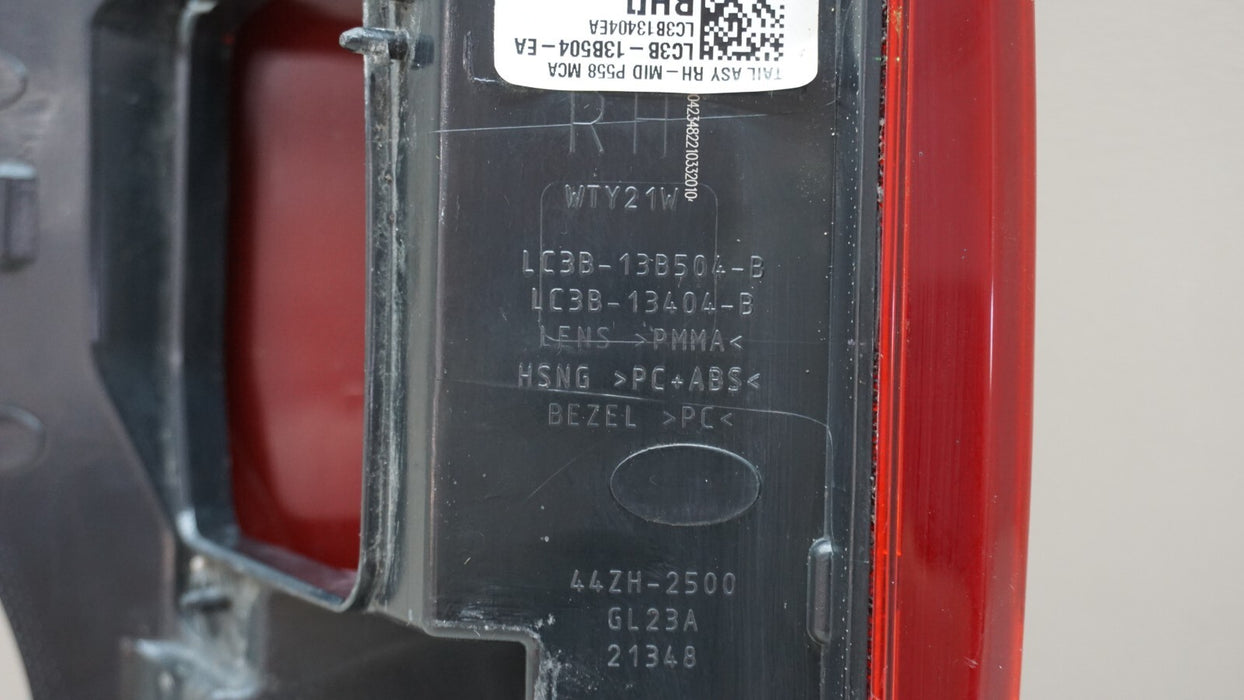 TAIL ASY RH-MID P558 MCA
LC3B-13B504-EA
LC3B13404EA
RH
0423482210332010
RH
WTY21W
LC3B-13B504-B
LC3B-13404-B
LENS >PMMA<
HSNG >PC+ABS<
BEZEL >PC<
44ZH-2500
GL23A
21348